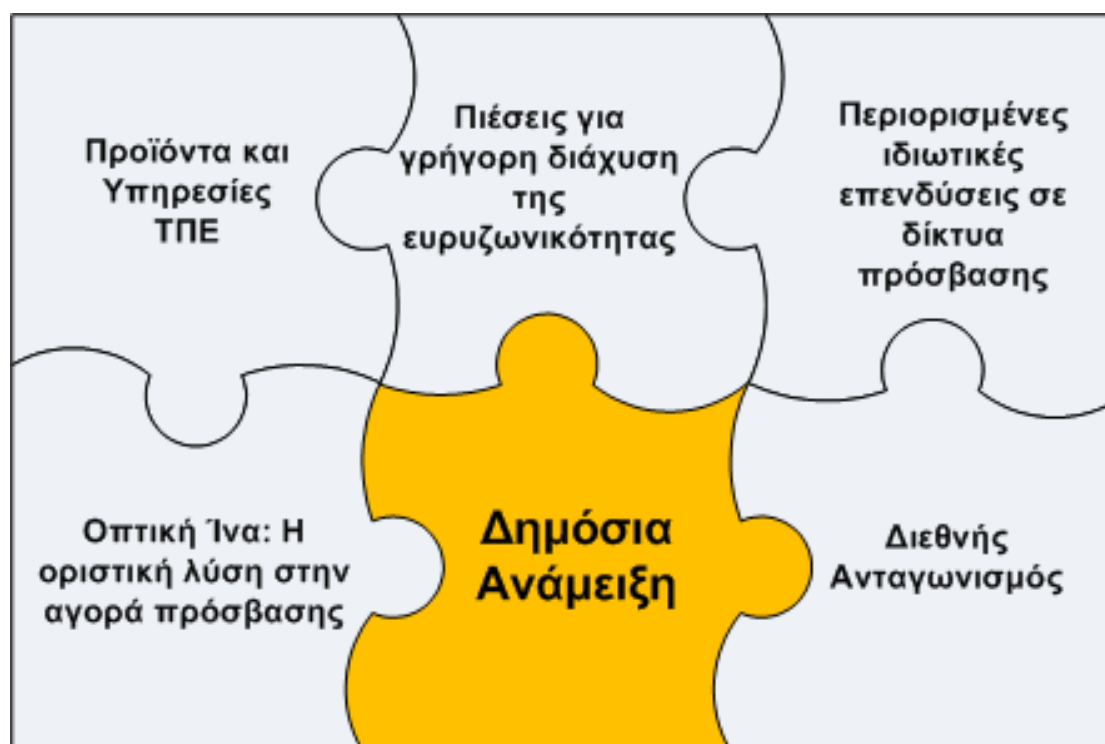 Προϊόντα και
Υπηρεσίες
ΤΠΕ
Πιέσεις για
γρήγορη διάχυση
της
ευρυζωνικότητας
Περιορισμένες
ιδιωτικές
επενδύσεις σε
δίκτυα
πρόσβασης
Οπτική Ίνα: Η
οριστική λύση στην
αγορά πρόσβασης
Δημόσια
Ανάμειξη
Διεθνής
Ανταγωνισμός